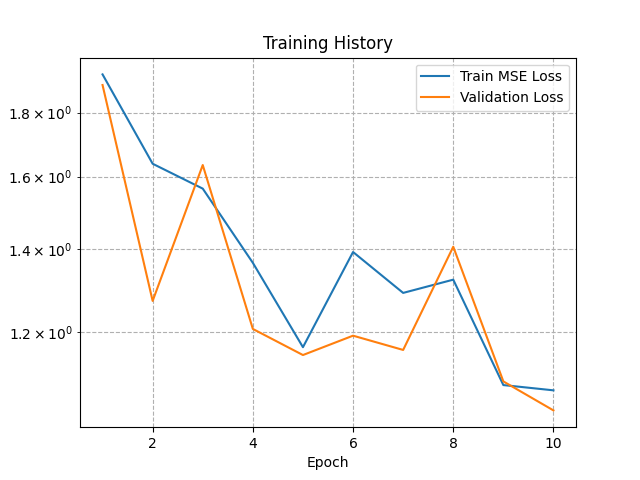 Training History
Train MSE Loss
Validation Loss
1.8 × 10⁰
1.6 × 10⁰
1.4 × 10⁰
1.2 × 10⁰
2 4 6 8 10
Epoch